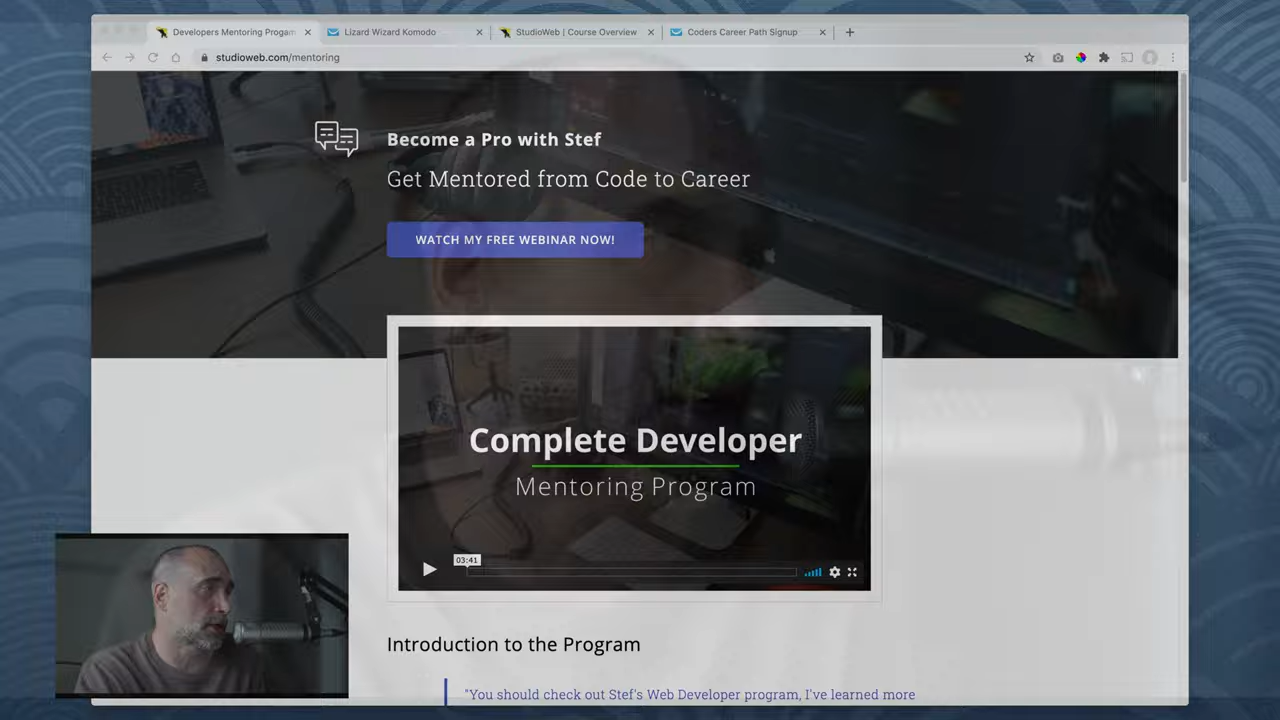 Developers Mentoring Progam
Lizard Wizard Komodo
StudioWeb | Course Overview
Coders Career Path Signup
studioweb.com/mentoring
Become a Pro with Stef
Get Mentored from Code to Career
WATCH MY FREE WEBINAR NOW!
Complete Developer
Mentoring Program
03:41
Introduction to the Program
"You should check out Stef's Web Developer program, I've learned more